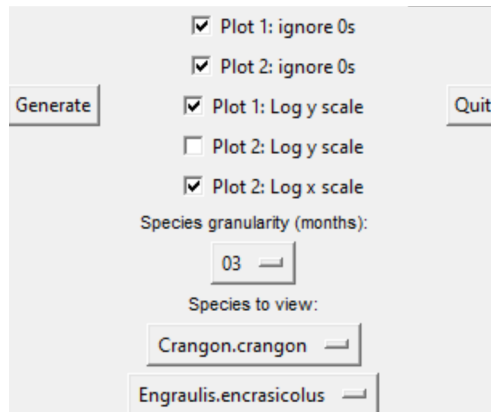 Plot 1: ignore 0s
Plot 2: ignore 0s
Generate
Plot 1: Log y scale
Quit
Plot 2: Log y scale
Plot 2: Log x scale
Species granularity (months):
03
Species to view:
Crangon.crangon
Engraulis.encrasicolus